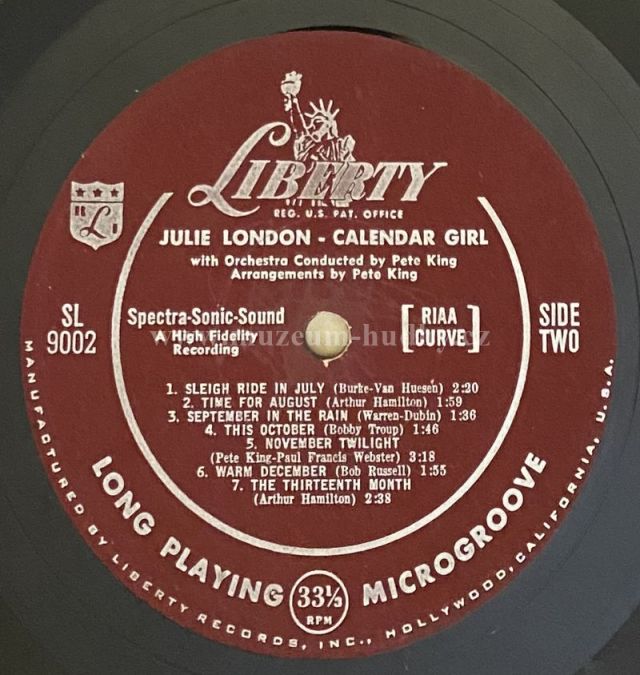 LIBERTY
REG. U.S. PAT. OFFICE
L
JULIE LONDON - CALENDAR GIRL
with Orchestra Conducted by Pete King
Arrangements by Pete King
SL
9002
Spectra-Sonic-Sound
A High Fidelity
Recording
[RIAA
CURVE]
SIDE
TWO
www.muzeum-hudby.cz
1. SLEIGH RIDE IN JULY (Burke-Van Huesen) 2:20
2. TIME FOR AUGUST (Arthur Hamilton) 1:59
3. SEPTEMBER IN THE RAIN (Warren-Dubin) 1:36
4. THIS OCTOBER (Bobby Troup) 1:46
5. NOVEMBER TWILIGHT
(Pete King-Paul Francis Webster) 3:18
6. WARM DECEMBER (Bob Russell) 1:55
7. THE THIRTEENTH MONTH
(Arthur Hamilton) 2:38
LONG PLAYING 33⅓ RPM MICROGROOVE
MANUFACTURED BY LIBERTY RECORDS, INC., HOLLYWOOD, CALIFORNIA, U.S.A.